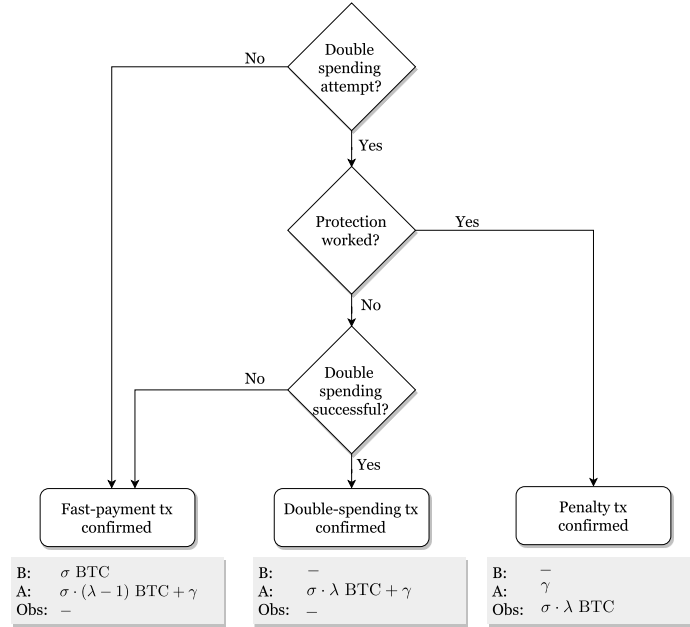 Double
spending
attempt?
No
Yes
Protection
worked?
Yes
No
Double
spending
successful?
No
Yes
Fast-payment tx
confirmed
Double-spending tx
confirmed
Penalty tx
confirmed
B: σ BTC
A: σ · (λ − 1) BTC + γ
Obs: −
B: −
A: σ · λ BTC + γ
Obs: −
B: −
A: γ
Obs: σ · λ BTC